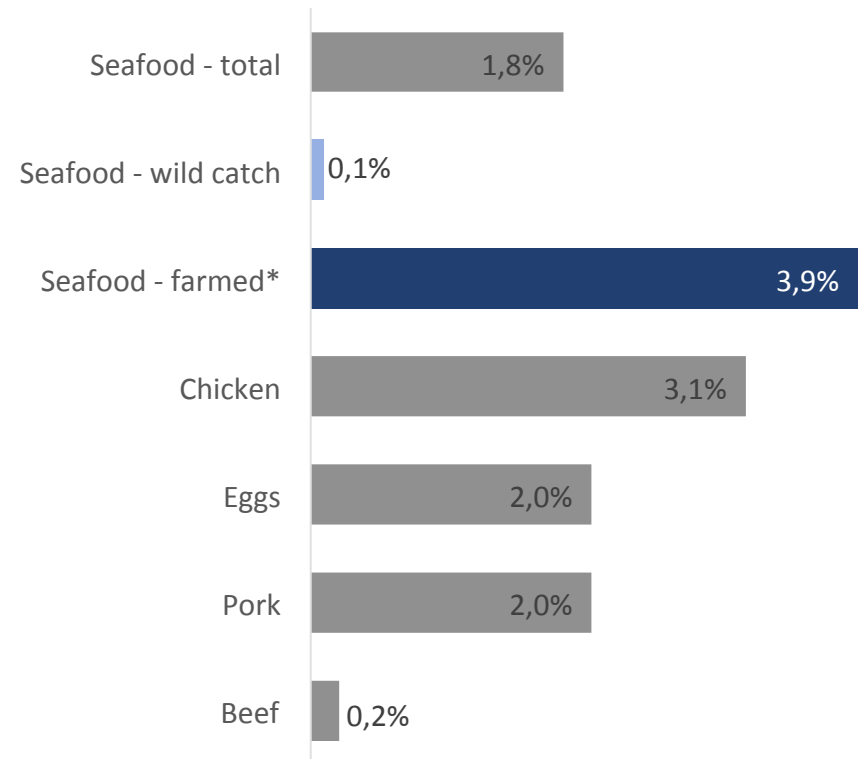 Seafood - total 1,8%
Seafood - wild catch 0,1%
Seafood - farmed* 3,9%
Chicken 3,1%
Eggs 2,0%
Pork 2,0%
Beef 0,2%